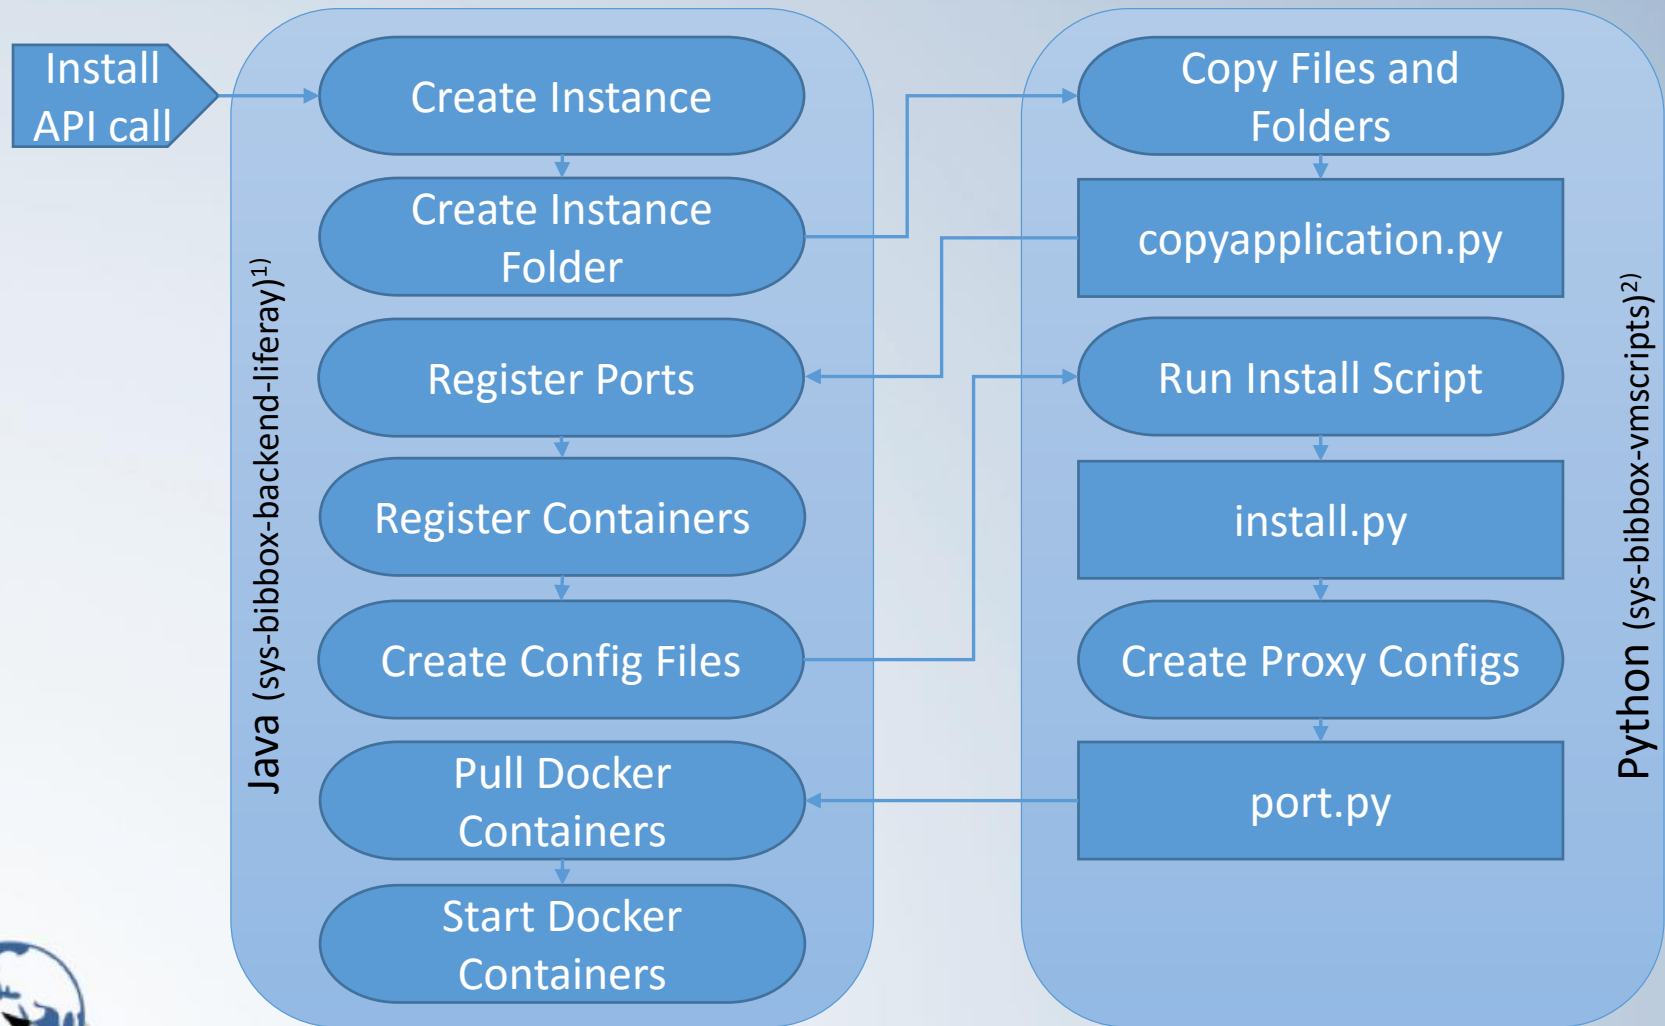 Install
API call
Java (sys-bibbox-backend-liferay)1)
Create Instance
Create Instance
Folder
Register Ports
Register Containers
Create Config Files
Pull Docker
Containers
Start Docker
Containers
Copy Files and
Folders
copyapplication.py
Run Install Script
install.py
Create Proxy Configs
port.py
Python (sys-bibbox-vmscripts)2)